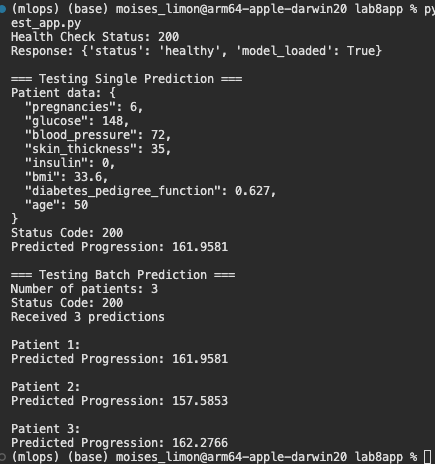 (mlops) (base) moises_limon@arm64-apple-darwin20 lab8app % py
est_app.py
Health Check Status: 200
Response: {'status': 'healthy', 'model_loaded': True}

=== Testing Single Prediction ===
Patient data: {
  "pregnancies": 6,
  "glucose": 148,
  "blood_pressure": 72,
  "skin_thickness": 35,
  "insulin": 0,
  "bmi": 33.6,
  "diabetes_pedigree_function": 0.627,
  "age": 50
}
Status Code: 200
Predicted Progression: 161.9581

=== Testing Batch Prediction ===
Number of patients: 3
Status Code: 200
Received 3 predictions

Patient 1:
Predicted Progression: 161.9581

Patient 2:
Predicted Progression: 157.5853

Patient 3:
Predicted Progression: 162.2766
(mlops) (base) moises_limon@arm64-apple-darwin20 lab8app %